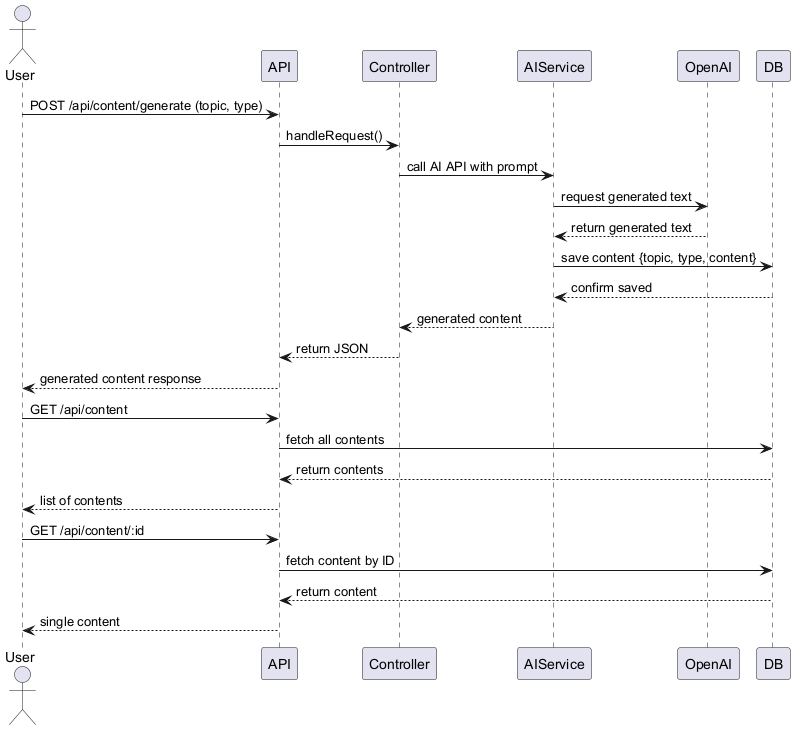 User
API
Controller
AIService
OpenAI
DB
POST /api/content/generate (topic, type)
handleRequest()
call AI API with prompt
request generated text
return generated text
save content {topic, type, content}
confirm saved
generated content
return JSON
generated content response
GET /api/content
fetch all contents
return contents
list of contents
GET /api/content/:id
fetch content by ID
return content
single content
User
API
Controller
AIService
OpenAI
DB